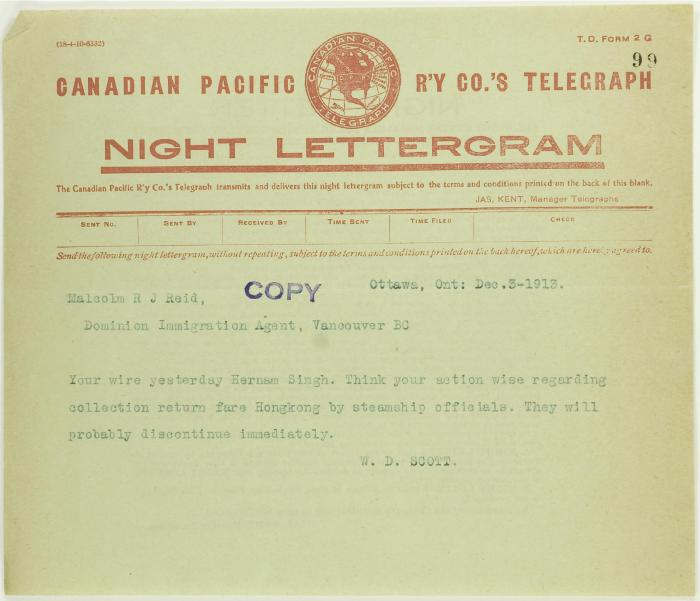 (18-4-10-6332)
T. D. FORM 2 G
99
CANADIAN PACIFIC R'Y CO.'S TELEGRAPH
CANADIAN PACIFIC
TELEGRAPH
NIGHT LETTERGRAM
The Canadian Pacific R'y Co.'s Telegraph transmits and delivers this night lettergram subject to the terms and conditions printed on the back of this blank.
JAS. KENT, Manager Telegraphs
SENT NO. SENT BY RECEIVED BY TIME SENT TIME FILED CHECK
Send the following night lettergram, without repeating, subject to the terms and conditions printed on the back hereof, which are hereby agreed to.
COPY
Ottawa, Ont: Dec.3-1913.
Malcolm R J Reid,
Dominion Immigration Agent, Vancouver BC
Your wire yesterday Hernam Singh. Think your action wise regarding
collection return fare Hongkong by steamship officials. They will
probably discontinue immediately.
W. D. SCOTT.